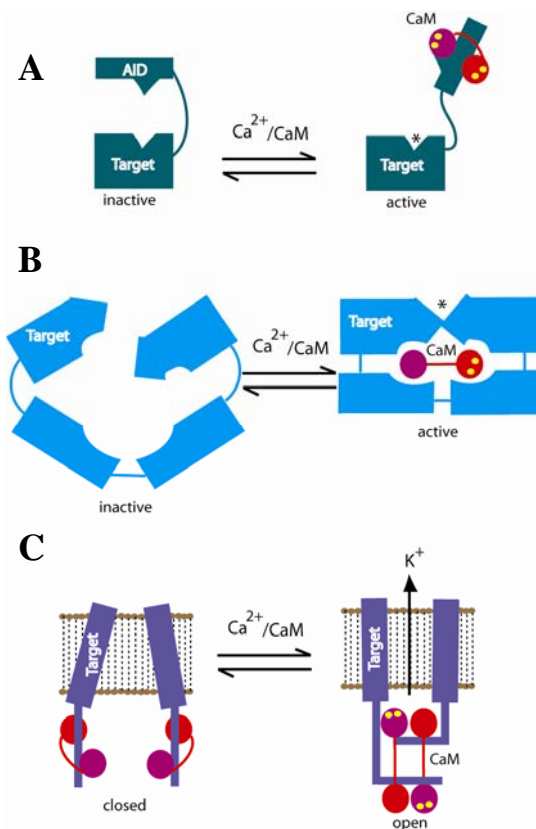 A
AID
CaM
Ca2+/CaM
Target
*
Target
inactive
active
B
Target
*
Target
Ca2+/CaM
CaM
active
inactive
C
K+
Ca2+/CaM
Target
Target
CaM
closed
open